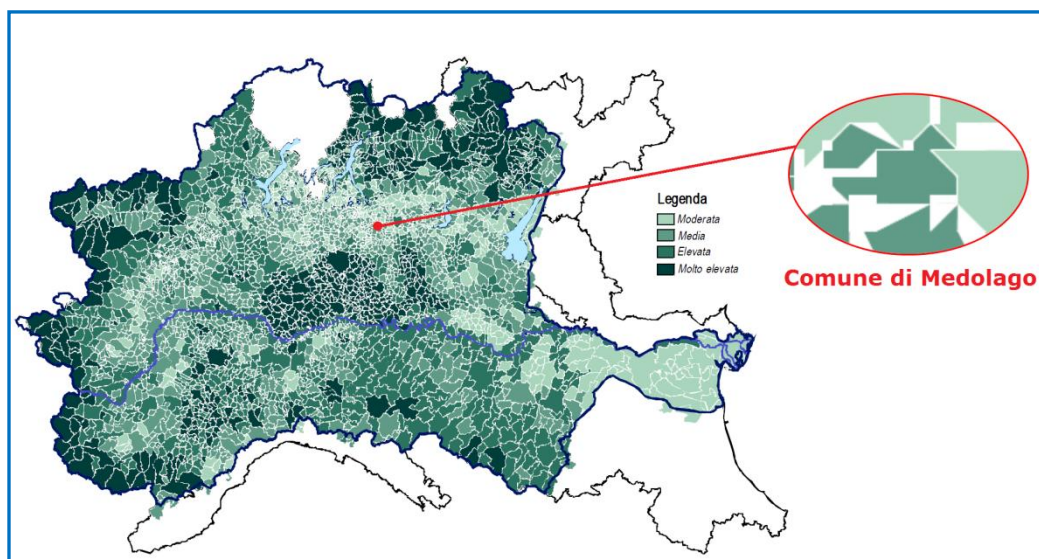 Legenda
Moderata
Media
Elevata
Molto elevata
Comune di Medolago